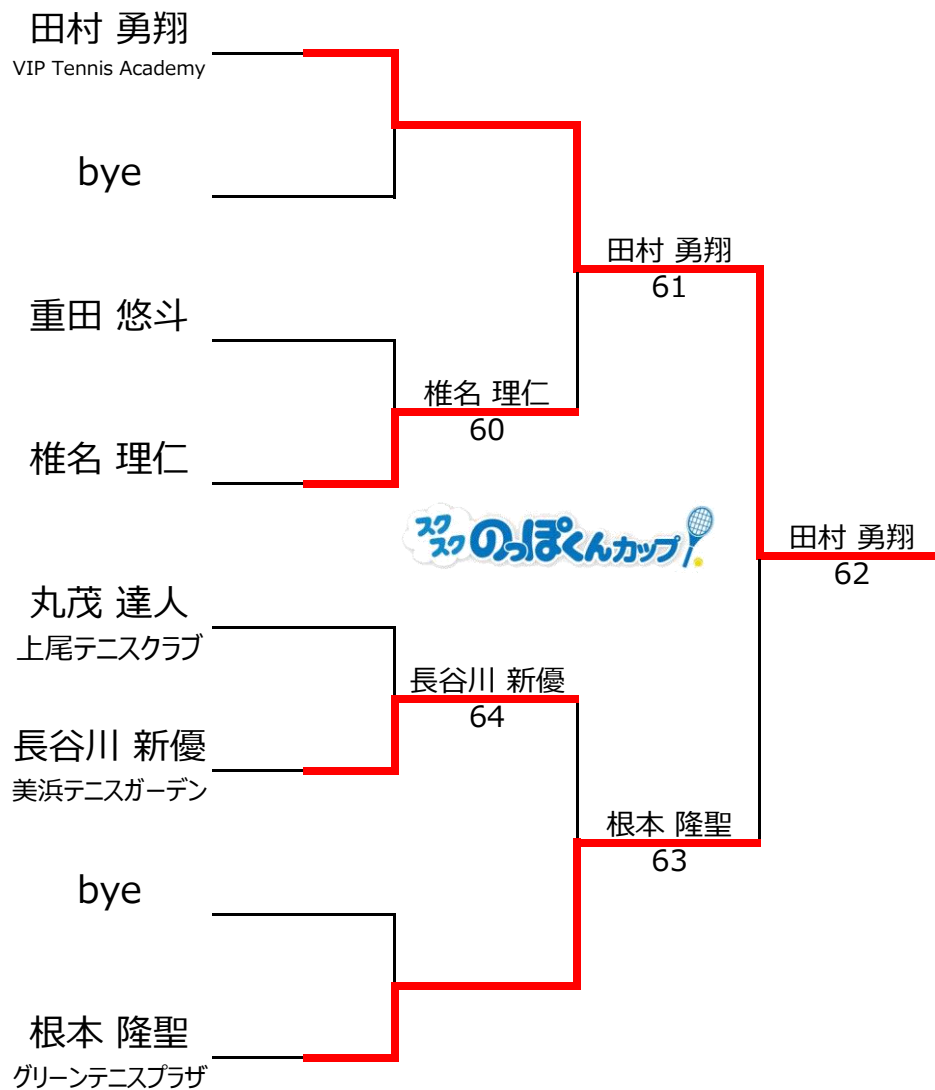 田村 勇翔
VIP Tennis Academy
bye
重田 悠斗
椎名 理仁
丸茂 達人
上尾テニスクラブ
長谷川 新優
美浜テニスガーデン
bye
根本 隆聖
グリーンテニスプラザ
椎名 理仁
60
長谷川 新優
64
田村 勇翔
61
根本 隆聖
63
スクスクのっぽくんカップ
田村 勇翔
62